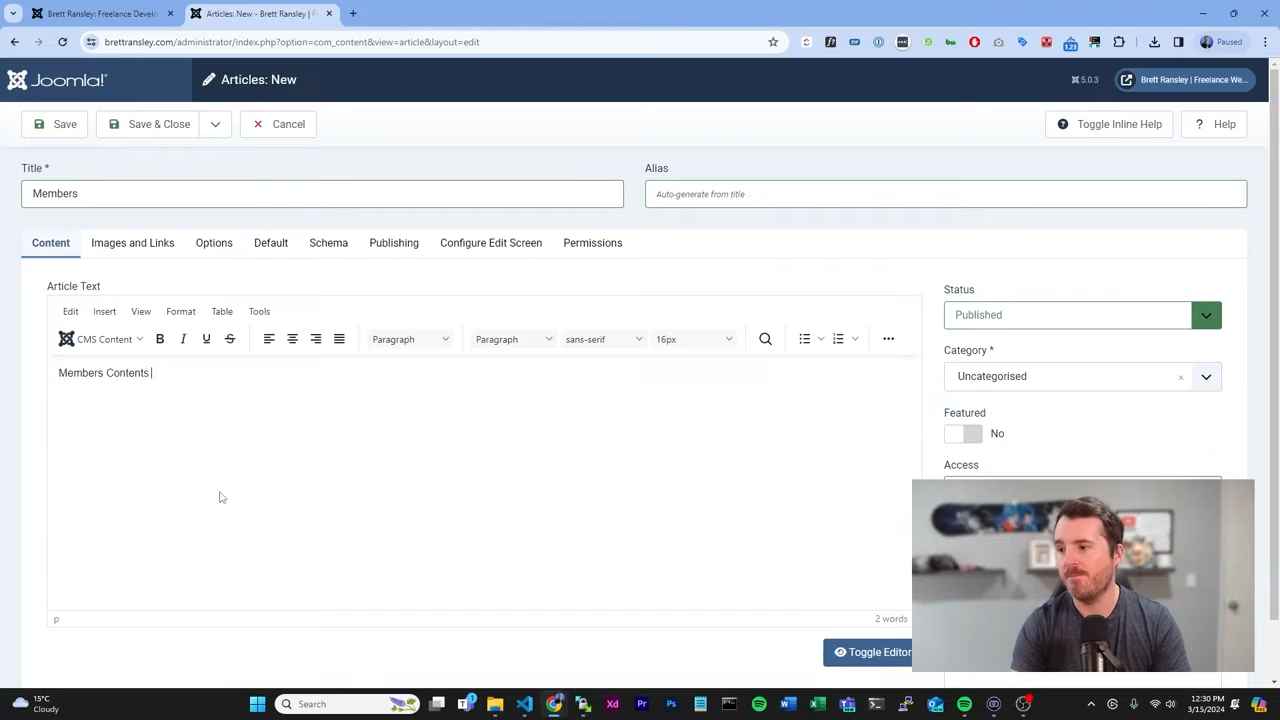 Brett Ransley: Freelance Develo
Articles: New - Brett Ransley | F
brettransley.com/administrator/index.php?option=com_content&view=article&layout=edit
1.23
Paused
Joomla!
Articles: New
5.0.3
Brett Ransley | Freelance We...
Save
Save & Close
Cancel
Toggle Inline Help
Help
Title *
Alias
Members
Auto-generate from title
Content
Images and Links
Options
Default
Schema
Publishing
Configure Edit Screen
Permissions
Article Text
Edit
Insert
View
Format
Table
Tools
CMS Content
B
I
U
S
Paragraph
Paragraph
sans-serif
16px
Members Contents
Status
Published
Category *
Uncategorised
Featured
No
Access
p
2 words
Toggle Editor
15°C
Cloudy
Search
12:30 PM
3/15/2024